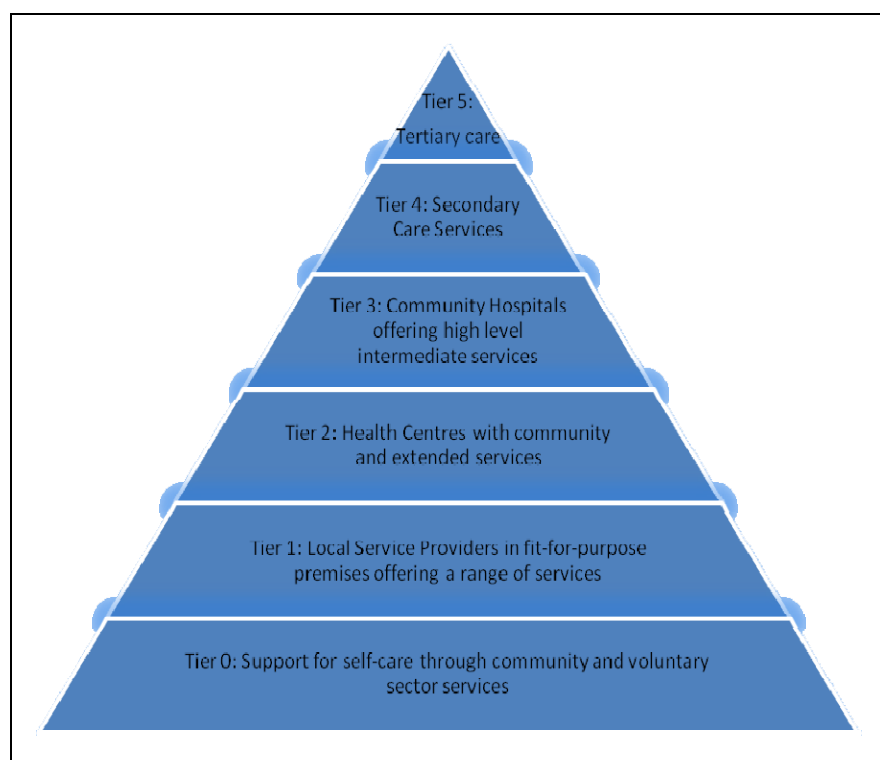 Tier 5:
Tertiary care
Tier 4: Secondary
Care Services
Tier 3: Community Hospitals
offering high level
intermediate services
Tier 2: Health Centres with community
and extended services
Tier 1: Local Service Providers in fit-for-purpose
premises offering a range of services
Tier 0: Support for self-care through community and voluntary
sector services